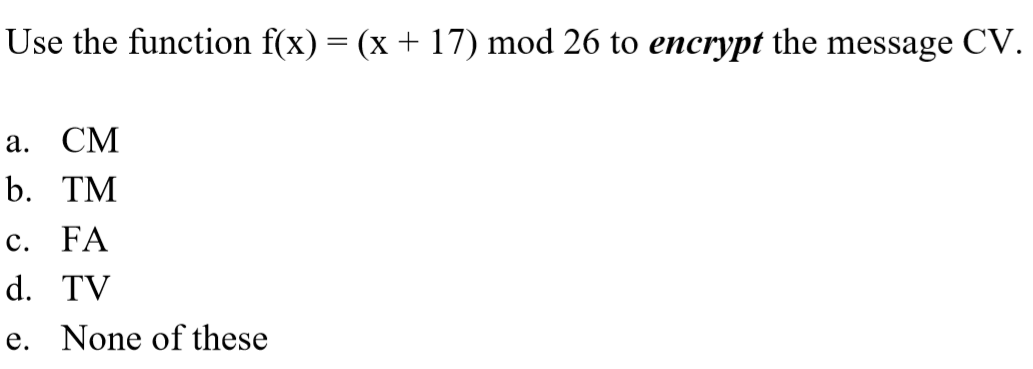 Use the function f(x) = (x + 17) mod 26 to encrypt the message CV.
a. CM
b. TM
c. FA
d. TV
e. None of these